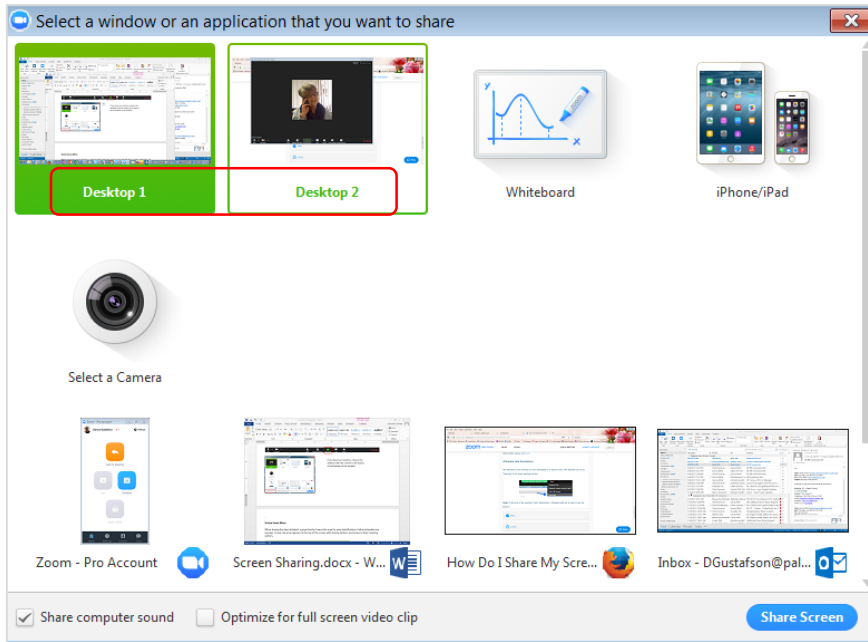 Select a window or an application that you want to share
Desktop 1
Desktop 2
Whiteboard
iPhone/iPad
Select a Camera
Zoom - Pro Account
Screen Sharing.docx - W...
How Do I Share My Scre...
Inbox - DGustafson@pal...
Share computer sound
Optimize for full screen video clip
Share Screen